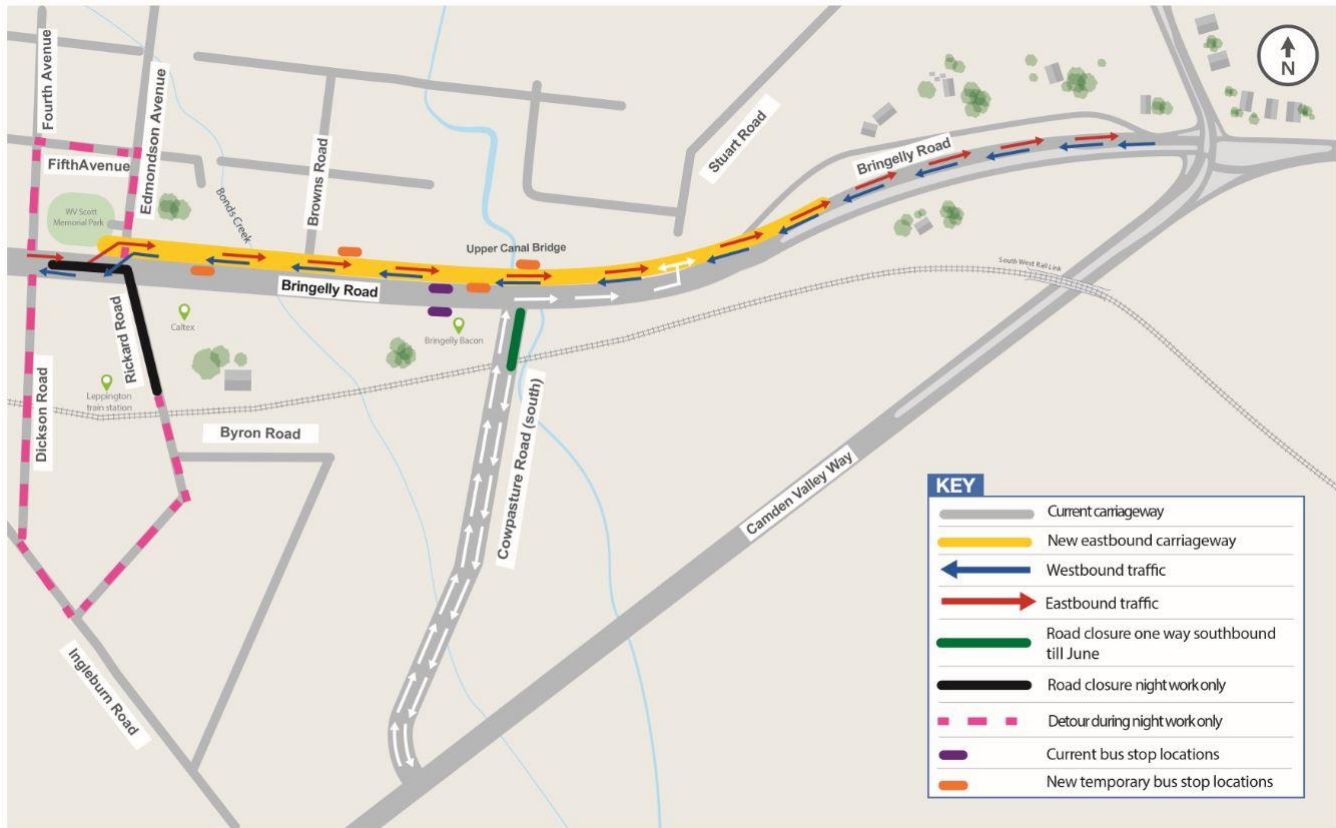 N
Fourth Avenue
Edmondson Avenue
FifthAvenue
WV Scott
Memorial Park
Bonds Creek
Browns Road
Stuart Road
Bringelly Road
Upper Canal Bridge
Bringelly Road
South West Rail Link
Caltex
Bringelly Bacon
Rickard Road
Leppington
train station
Dickson Road
Byron Road
Cowpasture Road (south)
Camden Valley Way
Ingleburn Road
KEY
Current carriageway
New eastbound carriageway
Westbound traffic
Eastbound traffic
Road closure one way southbound
till June
Road closure night work only
Detour during night work only
Current bus stop locations
New temporary bus stop locations